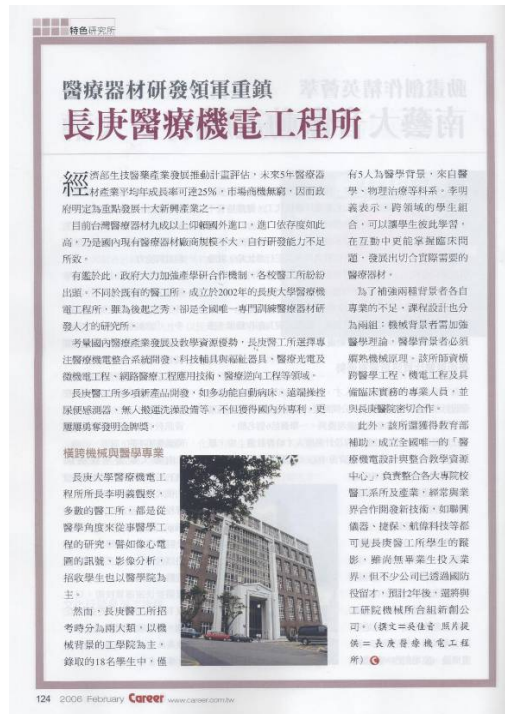 特色研究所
醫療器材研發領軍重鎮
長庚醫療機電工程所
經濟部生技醫藥產業發展推動計畫評估，未來5年醫療器
材產業平均年成長率可達25%，市場商機無窮，因而政
府明定為重點發展十大新興產業之一。
目前台灣醫療器材九成以上仰賴國外進口，進口依存度如此
高，乃是國內現有醫療器材廠商規模不大，自行研發能力不足
所致。
有鑑於此，政府大力加強產學研合作機制，各校醫工所紛紛
出頭。不同於既有的醫工所，成立於2002年的長庚大學醫療機
電工程所，雖為後起之秀，卻是全國唯一專門訓練醫療器材研
發人才的研究所。
考量國內醫療產業發展及教學資源優勢，長庚醫工所選擇專
注醫療機電整合系統開發、科技輔具與福祉器具、醫療光電及
微機電工程、網路醫療工程應用技術、醫療逆向工程等領域。
長庚醫工所多項新產品開發，如多功能自動病床、遠端操控
尿便感測器、無人搬運洗澡設備等，不但獲得國內外專利，更
屢屢勇奪發明金牌獎。
橫跨機械與醫學專業
長庚大學醫療機電工
程所所長李明義觀察，
多數的醫工所，都是從
醫學角度來從事醫學工
程的研究，譬如像心電
圖的訊號、影像分析，
招收學生也以醫學院為
主。
然而，長庚醫工所招
考時分為兩大類，以機
械背景的工學院為主，
錄取的18名學生中，僅
有5人為醫學背景，來自醫
學、物理治療等科系。李明
義表示，跨領域的學生組
合，可以讓學生彼此學習，
在互動中更能掌握臨床問
題，發展出切合實際需要的
醫療器材。
為了補強兩種背景者各自
專業的不足，課程設計也分
為兩組：機械背景者需加強
醫學理論，醫學背景者必須
嫻熟機械原理。該所師資橫
跨醫學工程、機電工程及具
備臨床實務的專業人員，並
與長庚醫院密切合作。
此外，該所還獲得教育部
補助，成立全國唯一的「醫
療機電設計與整合教學資源
中心」，負責整合各大專院校
醫工系所及產業，經常與業
界合作開發新技術，如聯興
儀器、捷保、航偉科技等都
可見長庚醫工所學生的蹤
影，雖尚無畢業生投入業
界，但不少公司已透過國防
役留才，預計2年後，還將與
工研院機械所合組新創公
司。（撰文＝吳佳音 照片提
供＝長庚醫療機電工程
所）C
124 2006 February Career www.career.com.tw